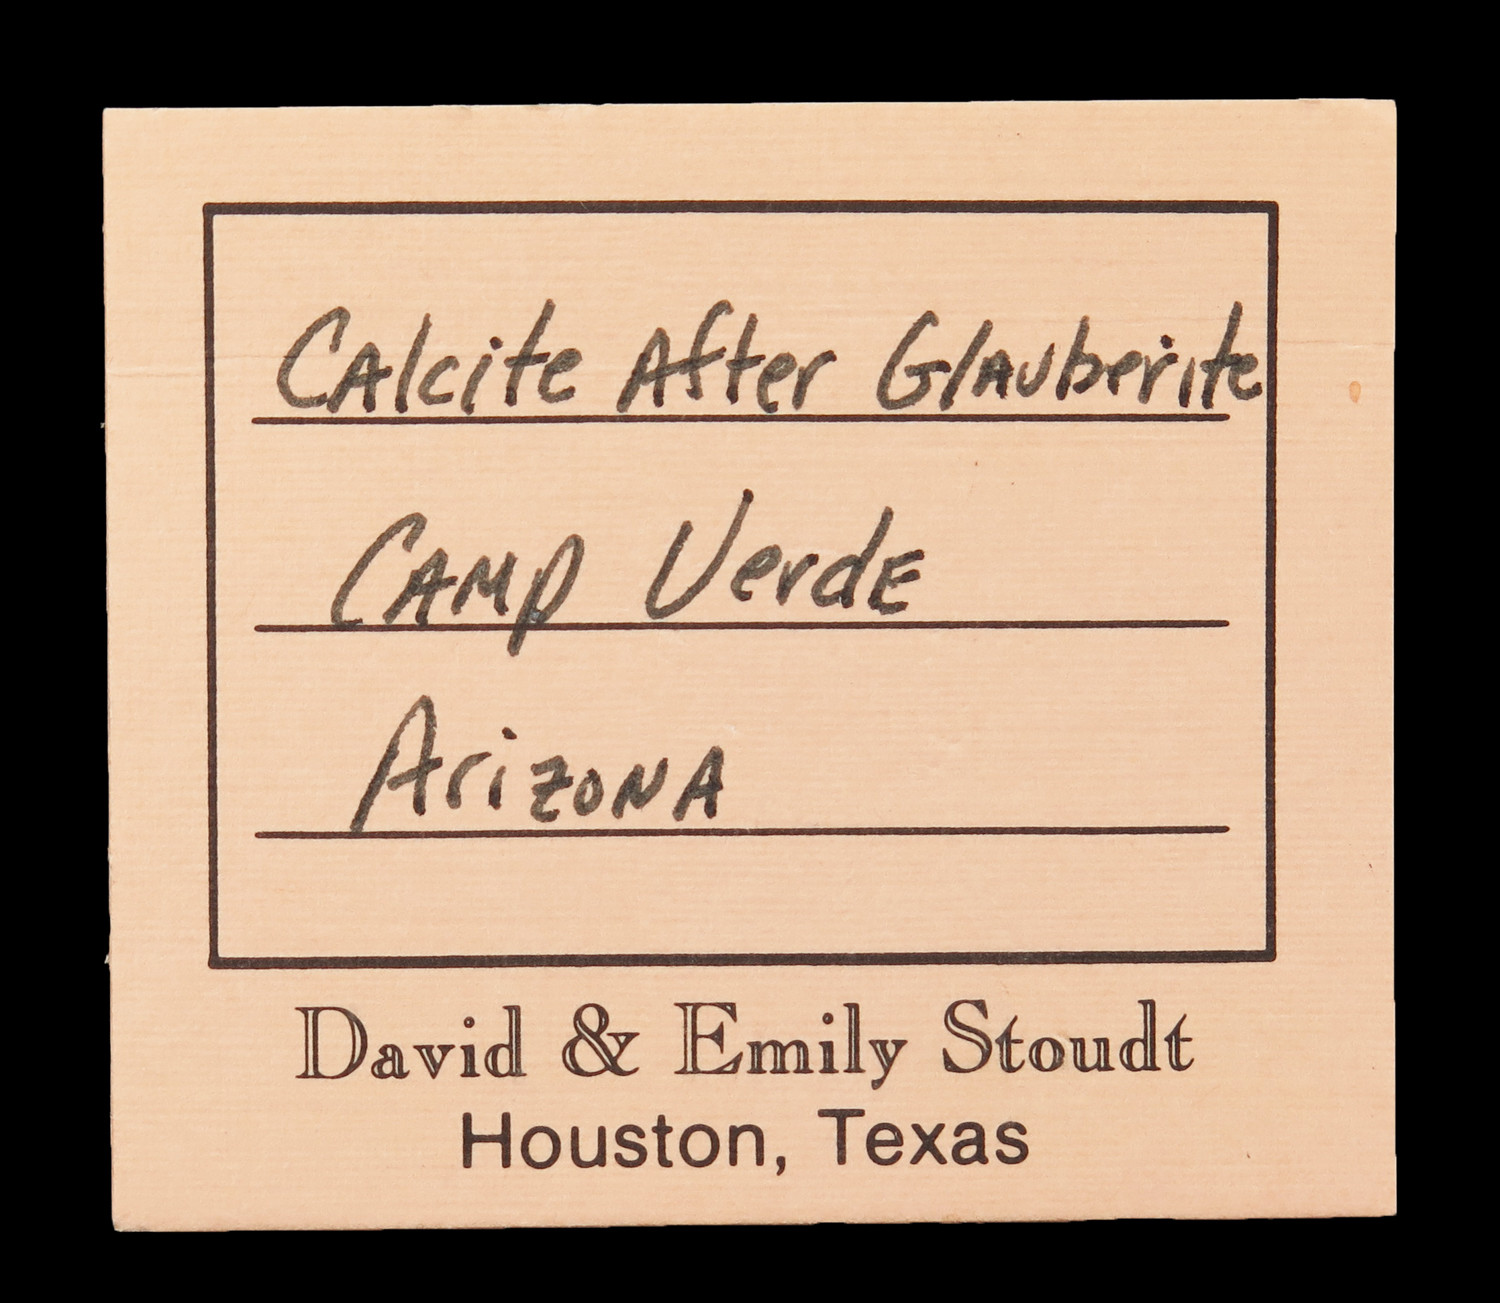 Calcite After Glauberite
Camp Verde
Arizona
David & Emily Stoudt
Houston, Texas